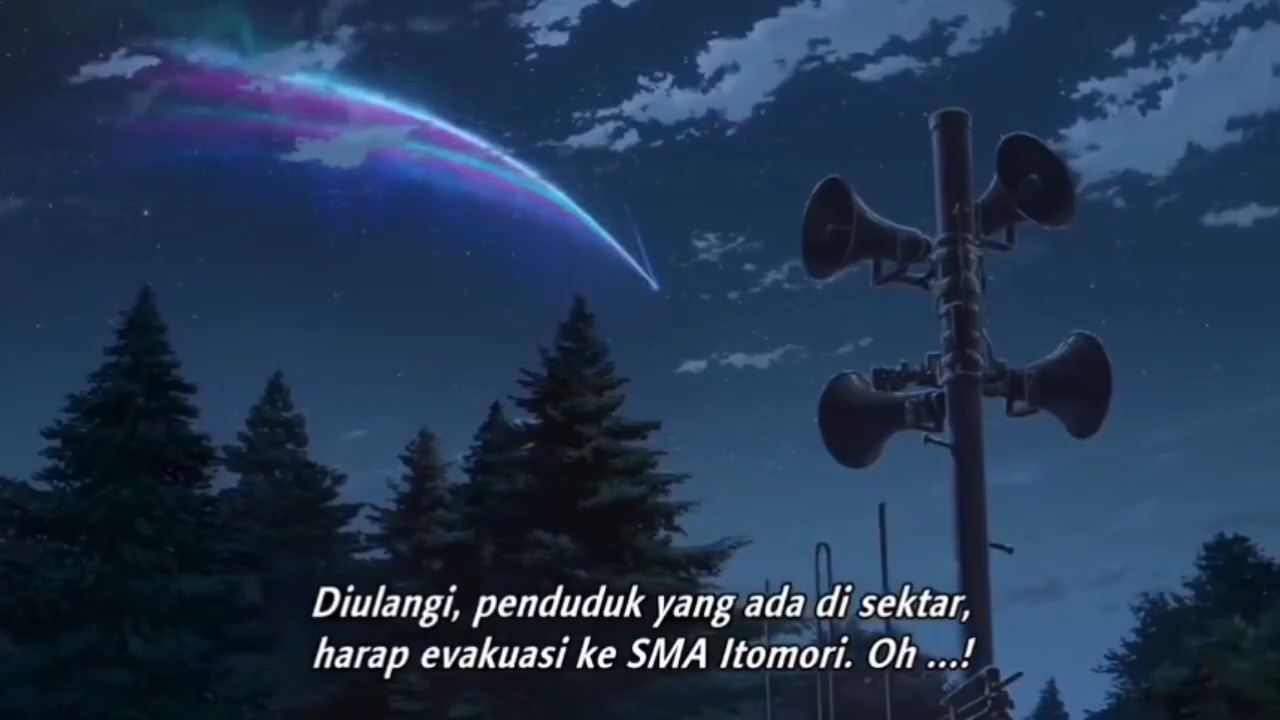 Diulangi, penduduk yang ada di sektar,
harap evakuasi ke SMA Itomori. Oh ...!